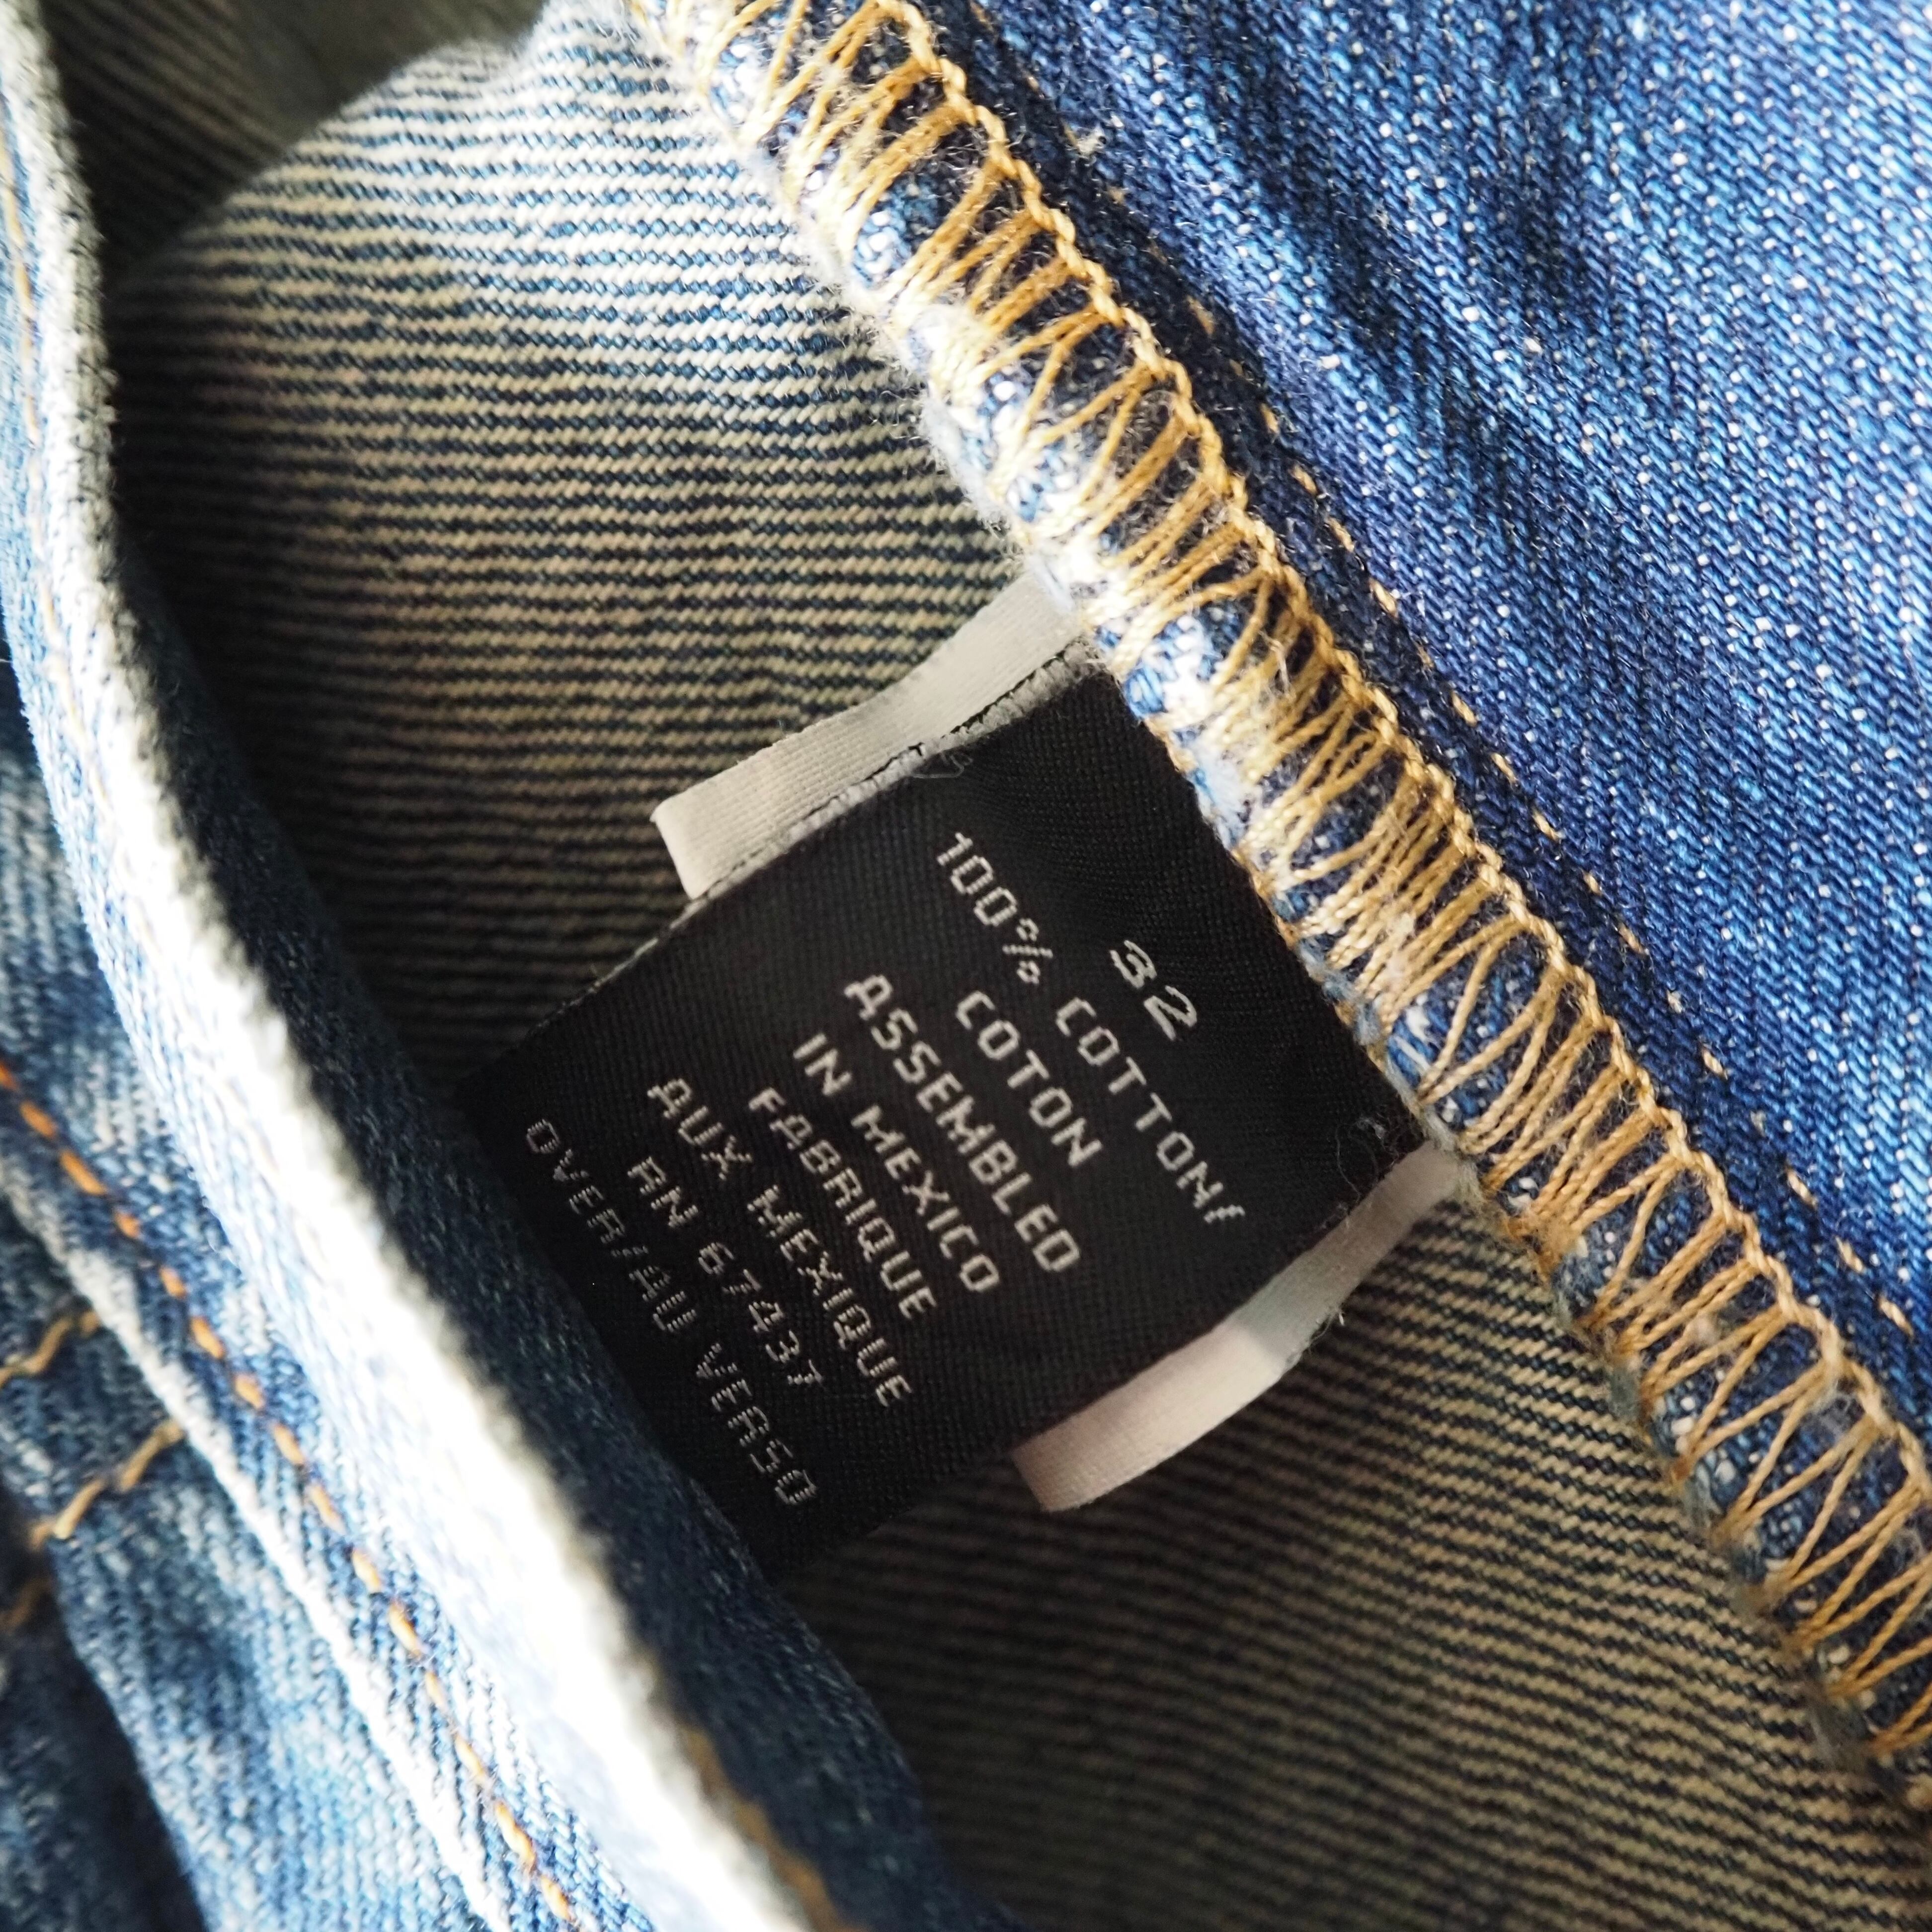 32
100% COTTON/
COTON
ASSEMBLED
IN MEXICO
FABRIQUE
AUX MEXIQUE
RN 67437
OVER/AU VERSO